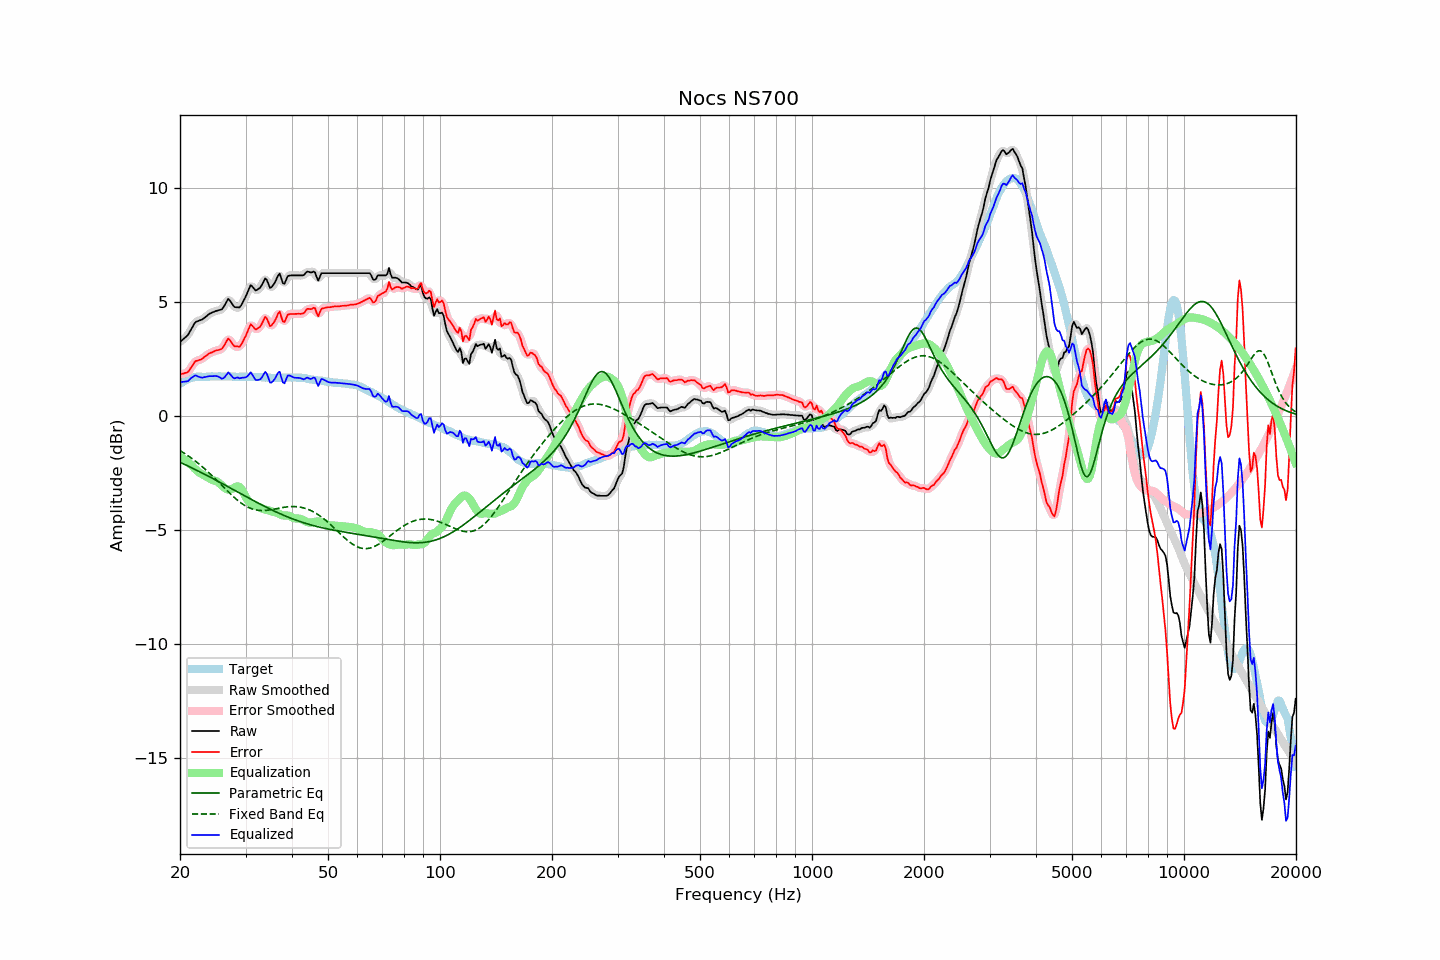 Nocs NS700
Amplitude (dBr)
10
5
0
−5
−10
−15
Target
Raw Smoothed
Error Smoothed
Raw
Error
Equalization
Parametric Eq
Fixed Band Eq
Equalized
20 50 100 200 500 1000 2000 5000 10000 20000
Frequency (Hz)